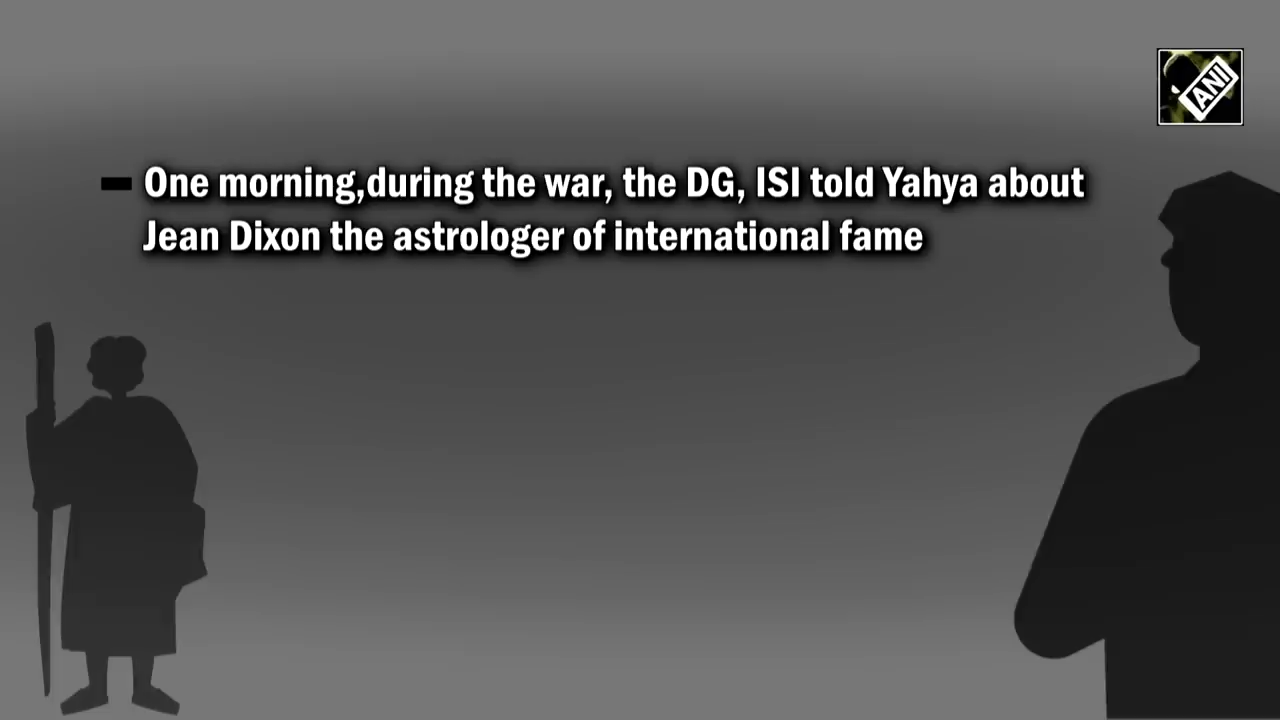 ANI
One morning,during the war, the DG, ISI told Yahya about
Jean Dixon the astrologer of international fame